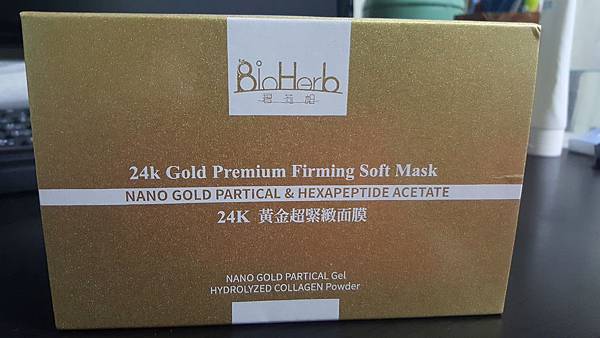 BioHerb
24k Gold Premium Firming Soft Mask
NANO GOLD PARTICAL & HEXAPEPTIDE ACETATE
24K 黃金超緊緻面膜
NANO GOLD PARTICAL Gel
HYDROLYZED COLLAGEN Powder